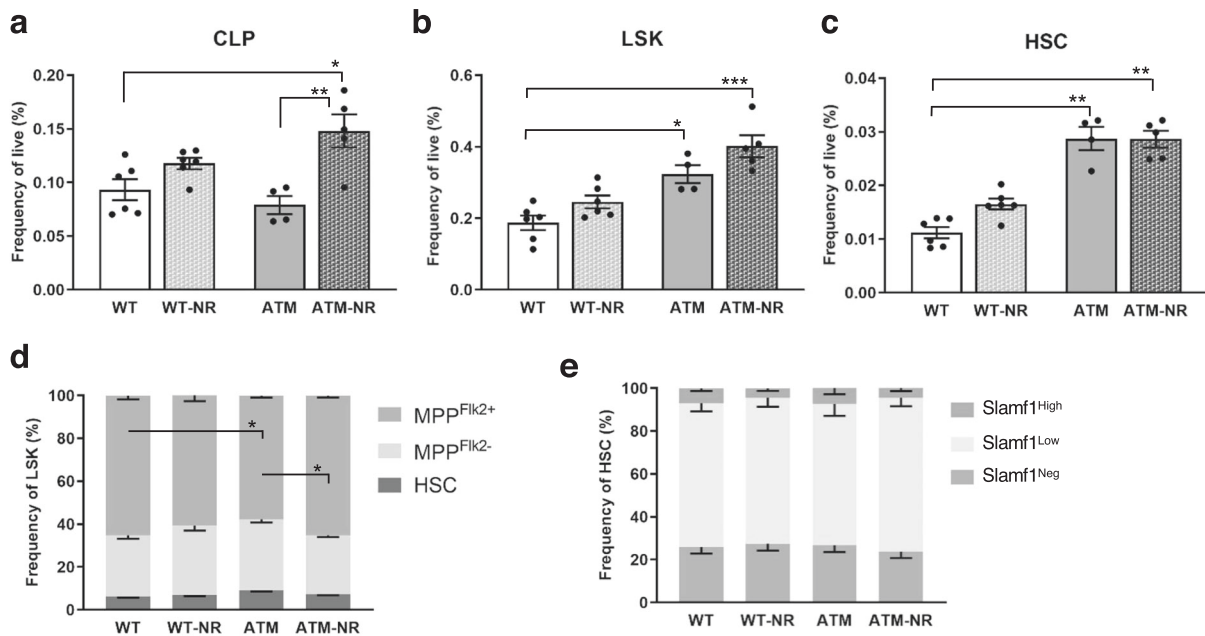 a
CLP
Frequency of live (%)
0.20
0.15
0.10
0.05
0.00
*
**
WT WT-NR ATM ATM-NR
b
LSK
Frequency of live (%)
0.6
0.4
0.2
0.0
***
*
WT WT-NR ATM ATM-NR
c
HSC
Frequency of live (%)
0.04
0.03
0.02
0.01
0.00
**
**
WT WT-NR ATM ATM-NR
d
Frequency of LSK (%)
100
80
60
40
20
0
*
*
WT WT-NR ATM ATM-NR
MPPFlk2+
MPPFlk2-
HSC
e
Frequency of HSC (%)
100
80
60
40
20
0
WT WT-NR ATM ATM-NR
Slamf1High
Slamf1Low
Slamf1Neg